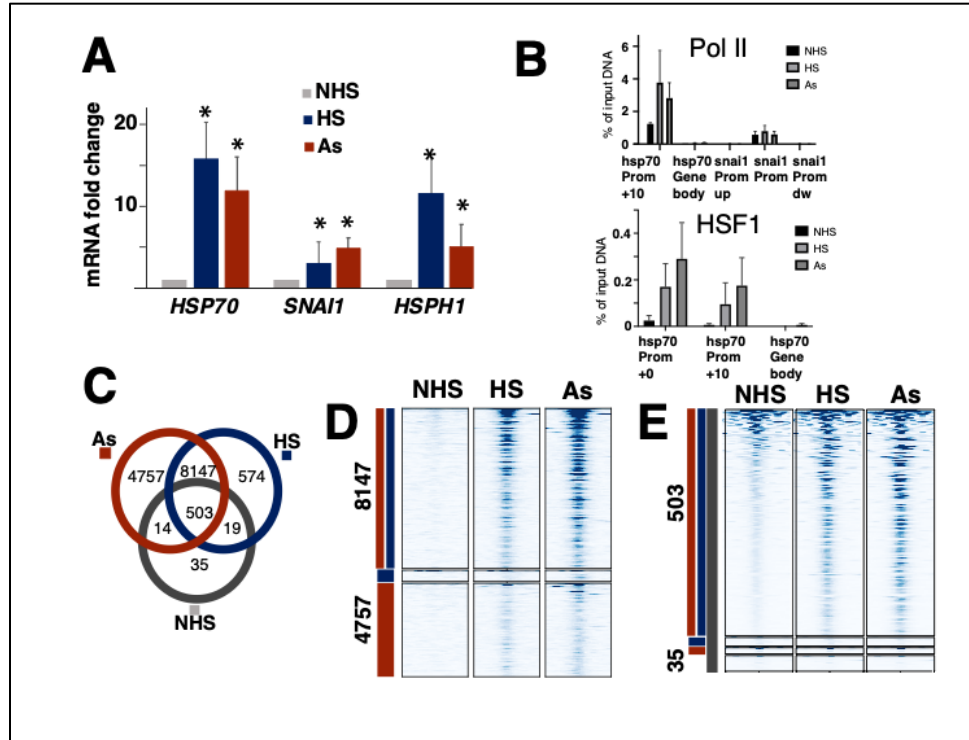 A
NHS
HS
As
mRNA fold change
20
10
*
*
*
*
*
*
HSP70
SNAI1
HSPH1
B
Pol II
NHS
HS
As
% of input DNA
6
4
2
0
hsp70
Prom
+10
hsp70
Gene
body
snai1
Prom
up
snai1
Prom
snai1
Prom
dw
HSF1
NHS
HS
As
% of input DNA
0.4
0.2
0
hsp70
Prom
+0
hsp70
Prom
+10
hsp70
Gene
body
C
As
HS
4757
8147
574
503
14
19
35
NHS
D
NHS
HS
As
8147
4757
E
NHS
HS
As
503
35